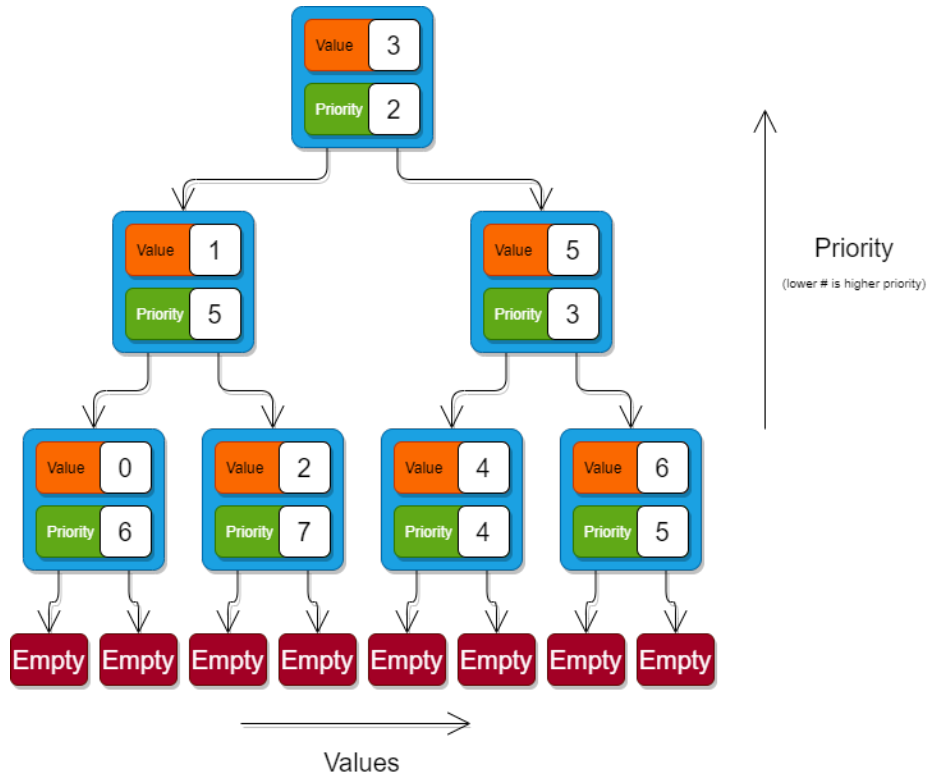 Value 3
Priority 2
Value 1
Value 5
Priority
(lower # is higher priority)
Priority 5
Priority 3
Value 0
Value 2
Value 4
Value 6
Priority 6
Priority 7
Priority 4
Priority 5
Empty Empty Empty Empty Empty Empty Empty Empty
Values